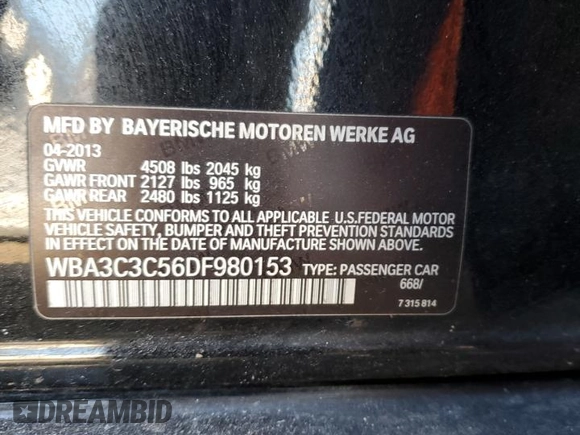 MFD BY BAYERISCHE MOTOREN WERKE AG
04-2013
GVWR 4508 lbs 2045 kg
GAWR FRONT 2127 lbs 965 kg
GAWR REAR 2480 lbs 1125 kg
THIS VEHICLE CONFORMS TO ALL APPLICABLE U.S.FEDERAL MOTOR
VEHICLE SAFETY, BUMPER AND THEFT PREVENTION STANDARDS
IN EFFECT ON THE DATE OF MANUFACTURE SHOWN ABOVE.
WBA3C3C56DF980153 TYPE: PASSENGER CAR
668/
7 315 814
DREAMBID